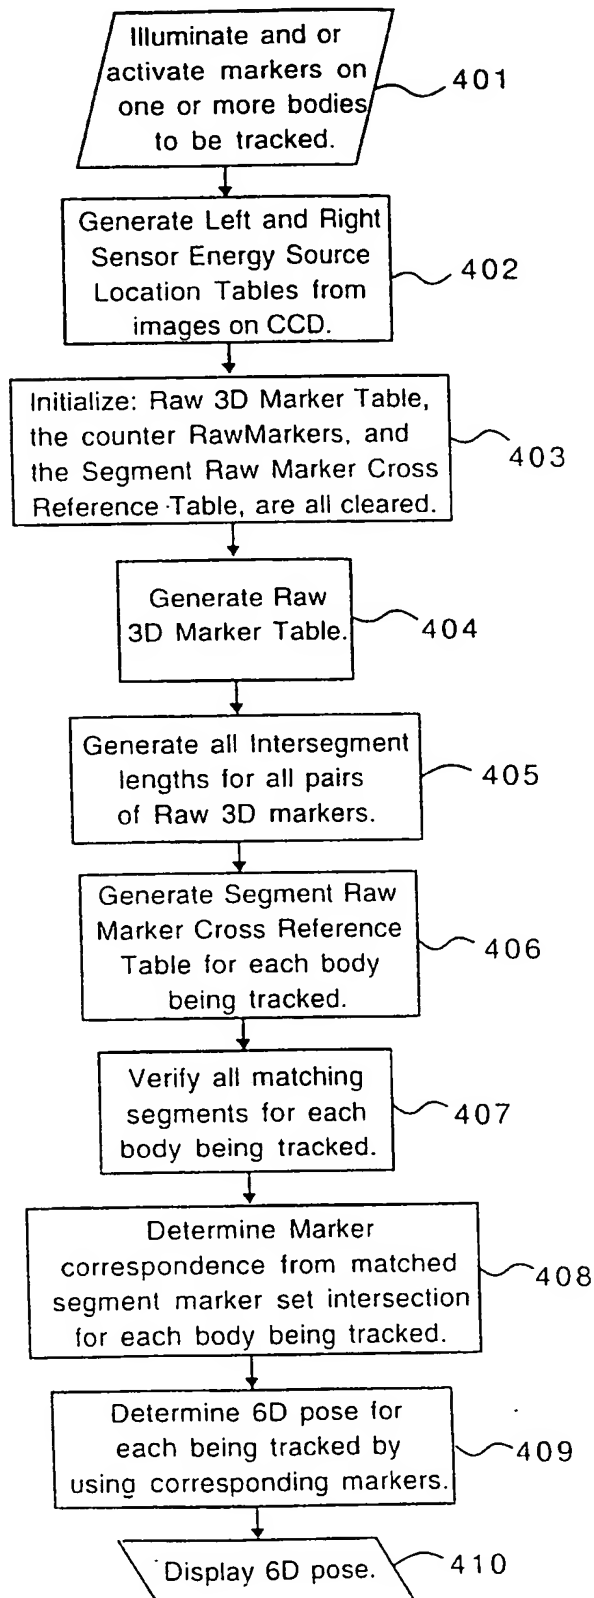 Illuminate and or
activate markers on
one or more bodies
to be tracked.
401
Generate Left and Right
Sensor Energy Source
Location Tables from
images on CCD.
402
Initialize: Raw 3D Marker Table,
the counter RawMarkers, and
the Segment Raw Marker Cross
Reference Table, are all cleared.
403
Generate Raw
3D Marker Table.
404
Generate all Intersegment
lengths for all pairs
of Raw 3D markers.
405
Generate Segment Raw
Marker Cross Reference
Table for each body
being tracked.
406
Verify all matching
segments for each
body being tracked.
407
Determine Marker
correspondence from matched
segment marker set intersection
for each body being tracked.
408
Determine 6D pose for
each being tracked by
using corresponding markers.
409
Display 6D pose.
410